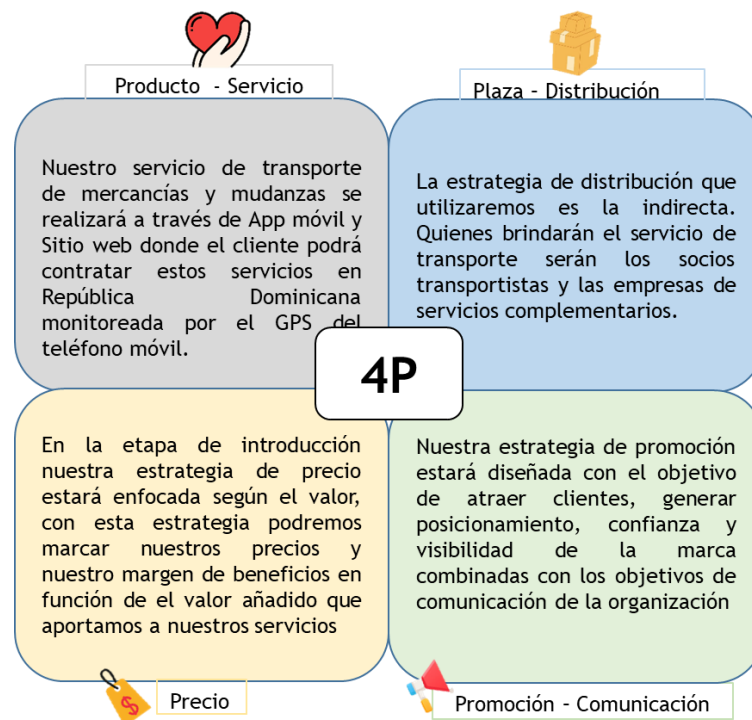 Producto - Servicio
Nuestro servicio de transporte
de mercancías y mudanzas se
realizará a través de App móvil y
Sitio web donde el cliente podrá
contratar estos servicios en
República Dominicana
monitoreada por el GPS del
teléfono móvil.
Plaza – Distribución
La estrategia de distribución que
utilizaremos es la indirecta.
Quienes brindarán el servicio de
transporte serán los socios
transportistas y las empresas de
servicios complementarios.
4P
En la etapa de introducción
nuestra estrategia de precio
estará enfocada según el valor,
con esta estrategia podremos
marcar nuestros precios y
nuestro margen de beneficios en
función de el valor añadido que
aportamos a nuestros servicios
$
Precio
Nuestra estrategia de promoción
estará diseñada con el objetivo
de atraer clientes, generar
posicionamiento, confianza y
visibilidad de la marca
combinadas con los objetivos de
comunicación de la organización
Promoción – Comunicación